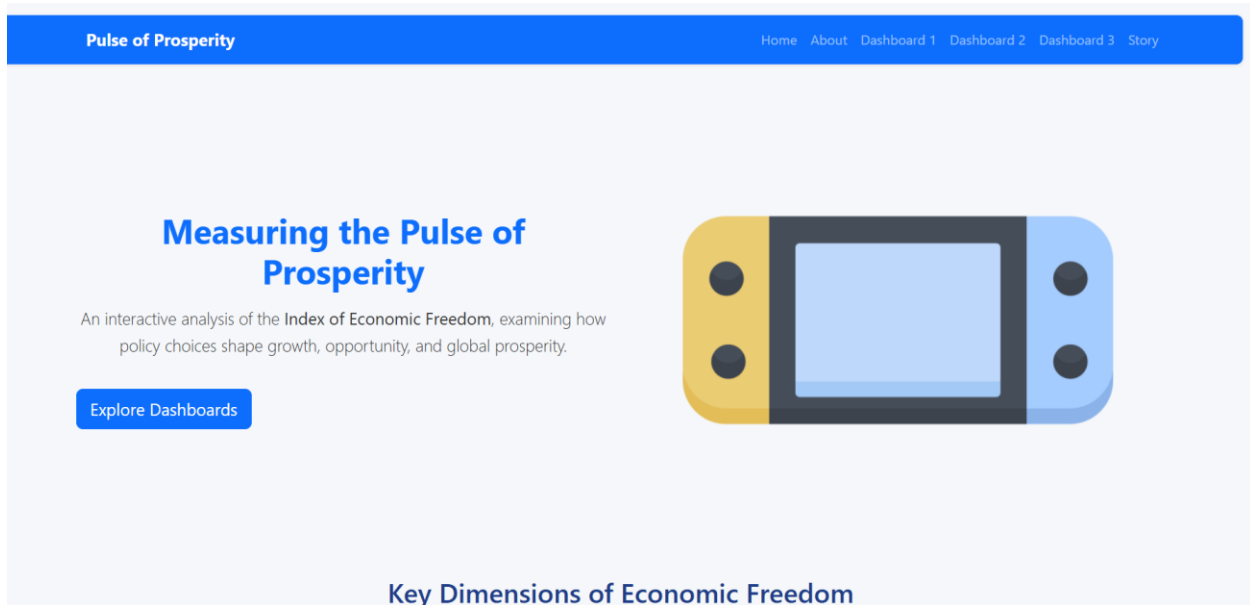 Pulse of Prosperity
Home About Dashboard 1 Dashboard 2 Dashboard 3 Story
Measuring the Pulse of
Prosperity
An interactive analysis of the Index of Economic Freedom, examining how
policy choices shape growth, opportunity, and global prosperity.
Explore Dashboards
Key Dimensions of Economic Freedom